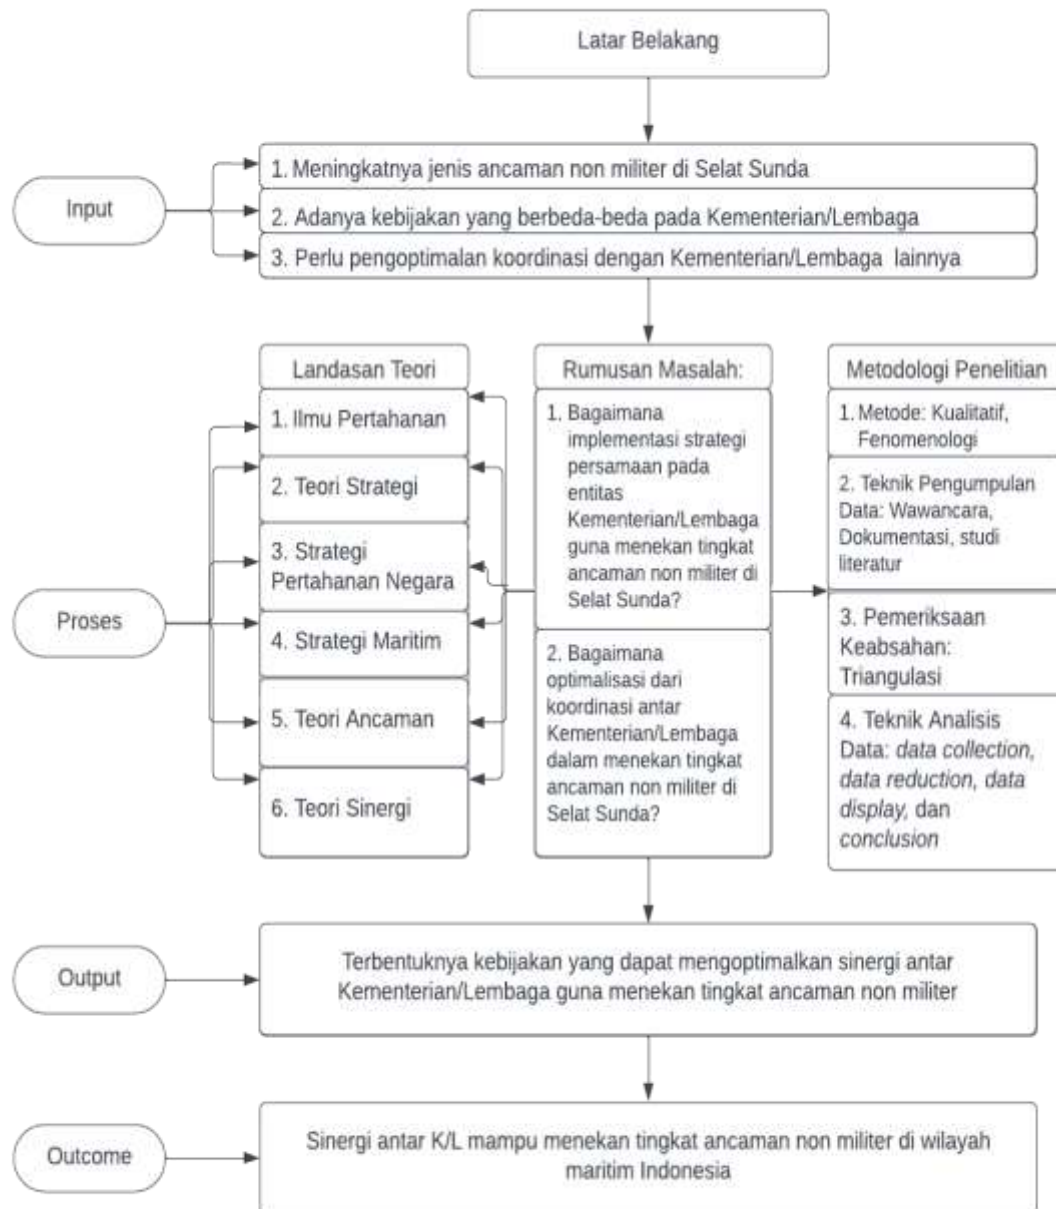 Latar Belakang
Input
1. Meningkatnya jenis ancaman non militer di Selat Sunda
2. Adanya kebijakan yang berbeda-beda pada Kementerian/Lembaga
3. Perlu pengoptimalan koordinasi dengan Kementerian/Lembaga lainnya
Proses
Landasan Teori
1. Ilmu Pertahanan
2. Teori Strategi
3. Strategi
Pertahanan Negara
4. Strategi Maritim
5. Teori Ancaman
6. Teori Sinergi
Rumusan Masalah:
1. Bagaimana
implementasi strategi
persamaan pada
entitas
Kementerian/Lembaga
guna menekan tingkat
ancaman non militer di
Selat Sunda?
2. Bagaimana
optimalisasi dari
koordinasi antar
Kementerian/Lembaga
dalam menekan tingkat
ancaman non militer di
Selat Sunda?
Metodologi Penelitian
1. Metode: Kualitatif,
Fenomenologi
2. Teknik Pengumpulan
Data: Wawancara,
Dokumentasi, studi
literatur
3. Pemeriksaan
Keabsahan:
Triangulasi
4. Teknik Analisis
Data: data collection,
data reduction, data
display, dan
conclusion
Output
Terbentuknya kebijakan yang dapat mengoptimalkan sinergi antar
Kementerian/Lembaga guna menekan tingkat ancaman non militer
Outcome
Sinergi antar K/L mampu menekan tingkat ancaman non militer di wilayah
maritim Indonesia